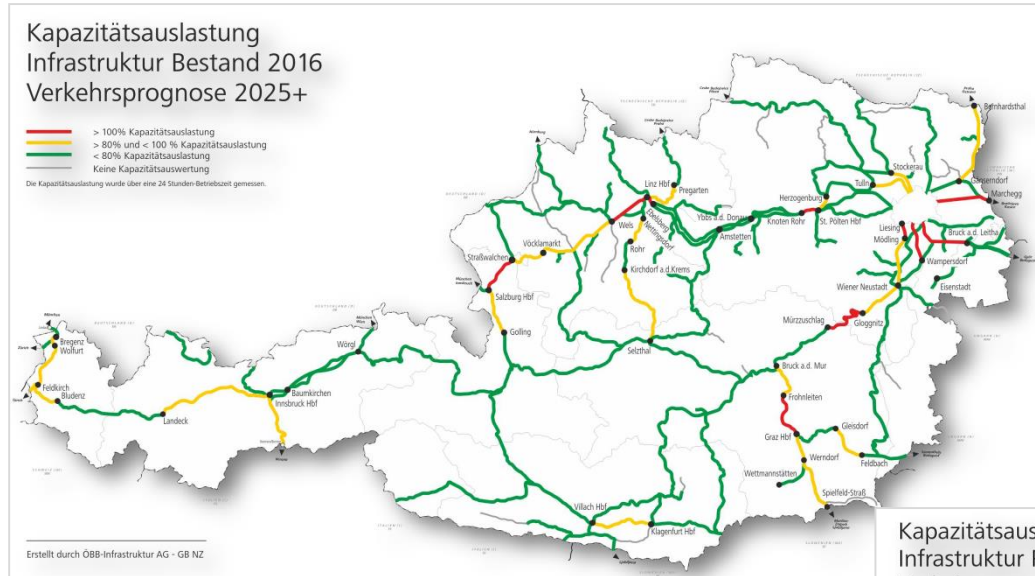 Kapazitätsauslastung
Infrastruktur Bestand 2016
Verkehrsprognose 2025+
> 100% Kapazitätsauslastung
> 80% und < 100 % Kapazitätsauslastung
< 80% Kapazitätsauslastung
Keine Kapazitätsauswertung
Die Kapazitätsauslastung wurde über eine 24 Stunden-Betriebszeit gemessen.
Bernhardsthal
Stockerau
Gänserndorf
Tulln
Marchegg
Linz Hbf
Pregarten
Herzogenburg
Ebelsberg
Nettingsdorf
Ybbs a.d. Donau
Knoten Rohr
St. Pölten Hbf
Liesing
Mödling
Bruck a.d. Leitha
Wels
Amstetten
Rohr
Vöcklamarkt
Straßwalchen
Wampersdorf
Kirchdorf a.d.Krems
Eisenstadt
Wiener Neustadt
Salzburg Hbf
Gloggnitz
Mürzzuschlag
Golling
Selzthal
Wörgl
Bregenz
Wolfurt
Bruck a.d. Mur
Baumkirchen
Innsbruck Hbf
Feldkirch
Bludenz
Landeck
Frohnleiten
Gleisdorf
Graz Hbf
Feldbach
Werndorf
Wettmannstätten
Spielfeld-Straß
Villach Hbf
Klagenfurt Hbf
Erstellt durch ÖBB-Infrastruktur AG - GB NZ
Kapazitätsaus
Infrastruktur